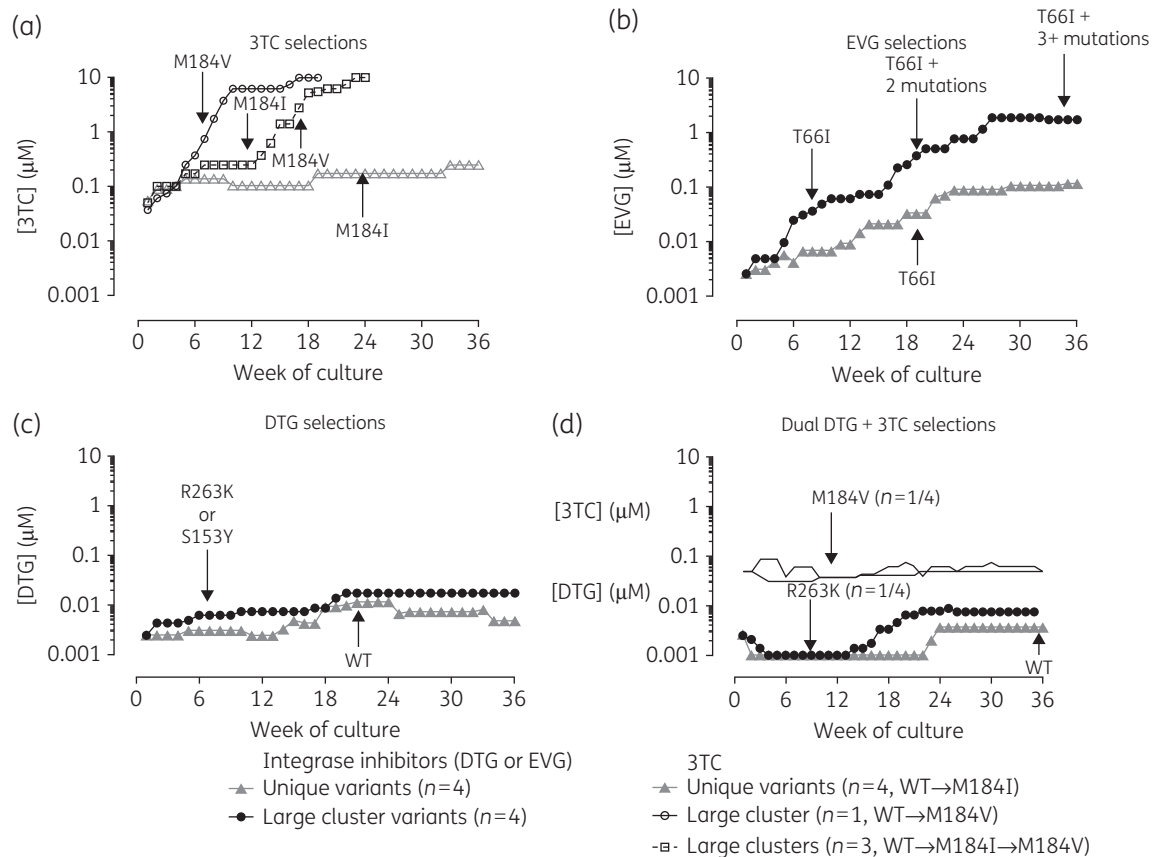 (a)
3TC selections
M184V
M184I
M184V
M184I
10
1
0.1
0.01
0.001
[3TC] (µM)
0 6 12 18 24 30 36
Week of culture
(b)
EVG selections
T66I
T66I +
2 mutations
T66I +
3+ mutations
T66I
10
1
0.1
0.01
0.001
[EVG] (µM)
0 6 12 18 24 30 36
Week of culture
(c)
DTG selections
R263K
or
S153Y
WT
10
1
0.1
0.01
0.001
[DTG] (µM)
0 6 12 18 24 30 36
Week of culture
(d)
Dual DTG + 3TC selections
[3TC] (µM)
[DTG] (µM)
10
1
0.1
0.01
0.001
M184V (n=1/4)
R263K (n=1/4)
WT
0 6 12 18 24 30 36
Week of culture
Integrase inhibitors (DTG or EVG)
Unique variants (n=4)
Large cluster variants (n=4)
3TC
Unique variants (n=4, WT→M184I)
Large cluster (n=1, WT→M184V)
Large clusters (n=3, WT→M184I→M184V)